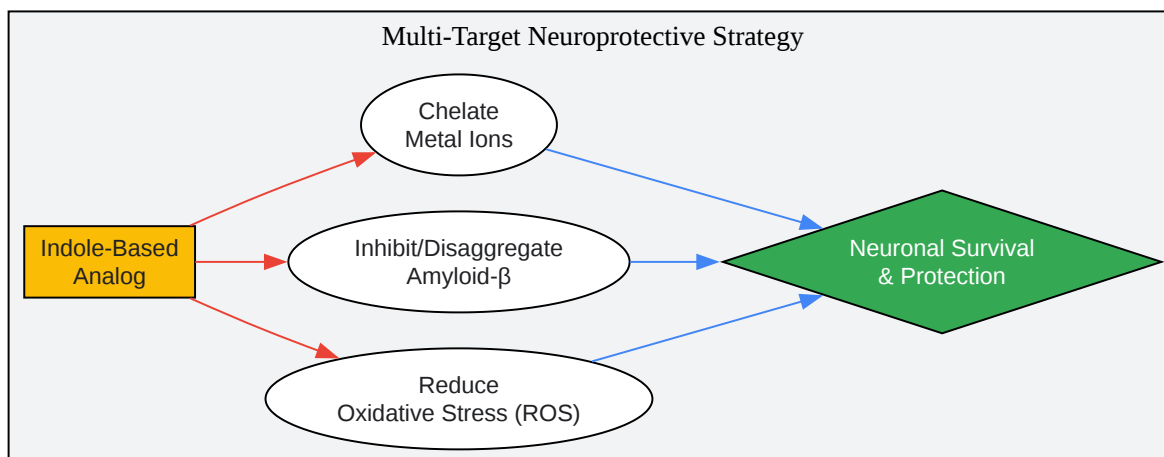 Multi-Target Neuroprotective Strategy
Chelate
Metal Ions
Indole-Based
Analog
Inhibit/Disaggregate
Amyloid-β
Neuronal Survival
& Protection
Reduce
Oxidative Stress (ROS)